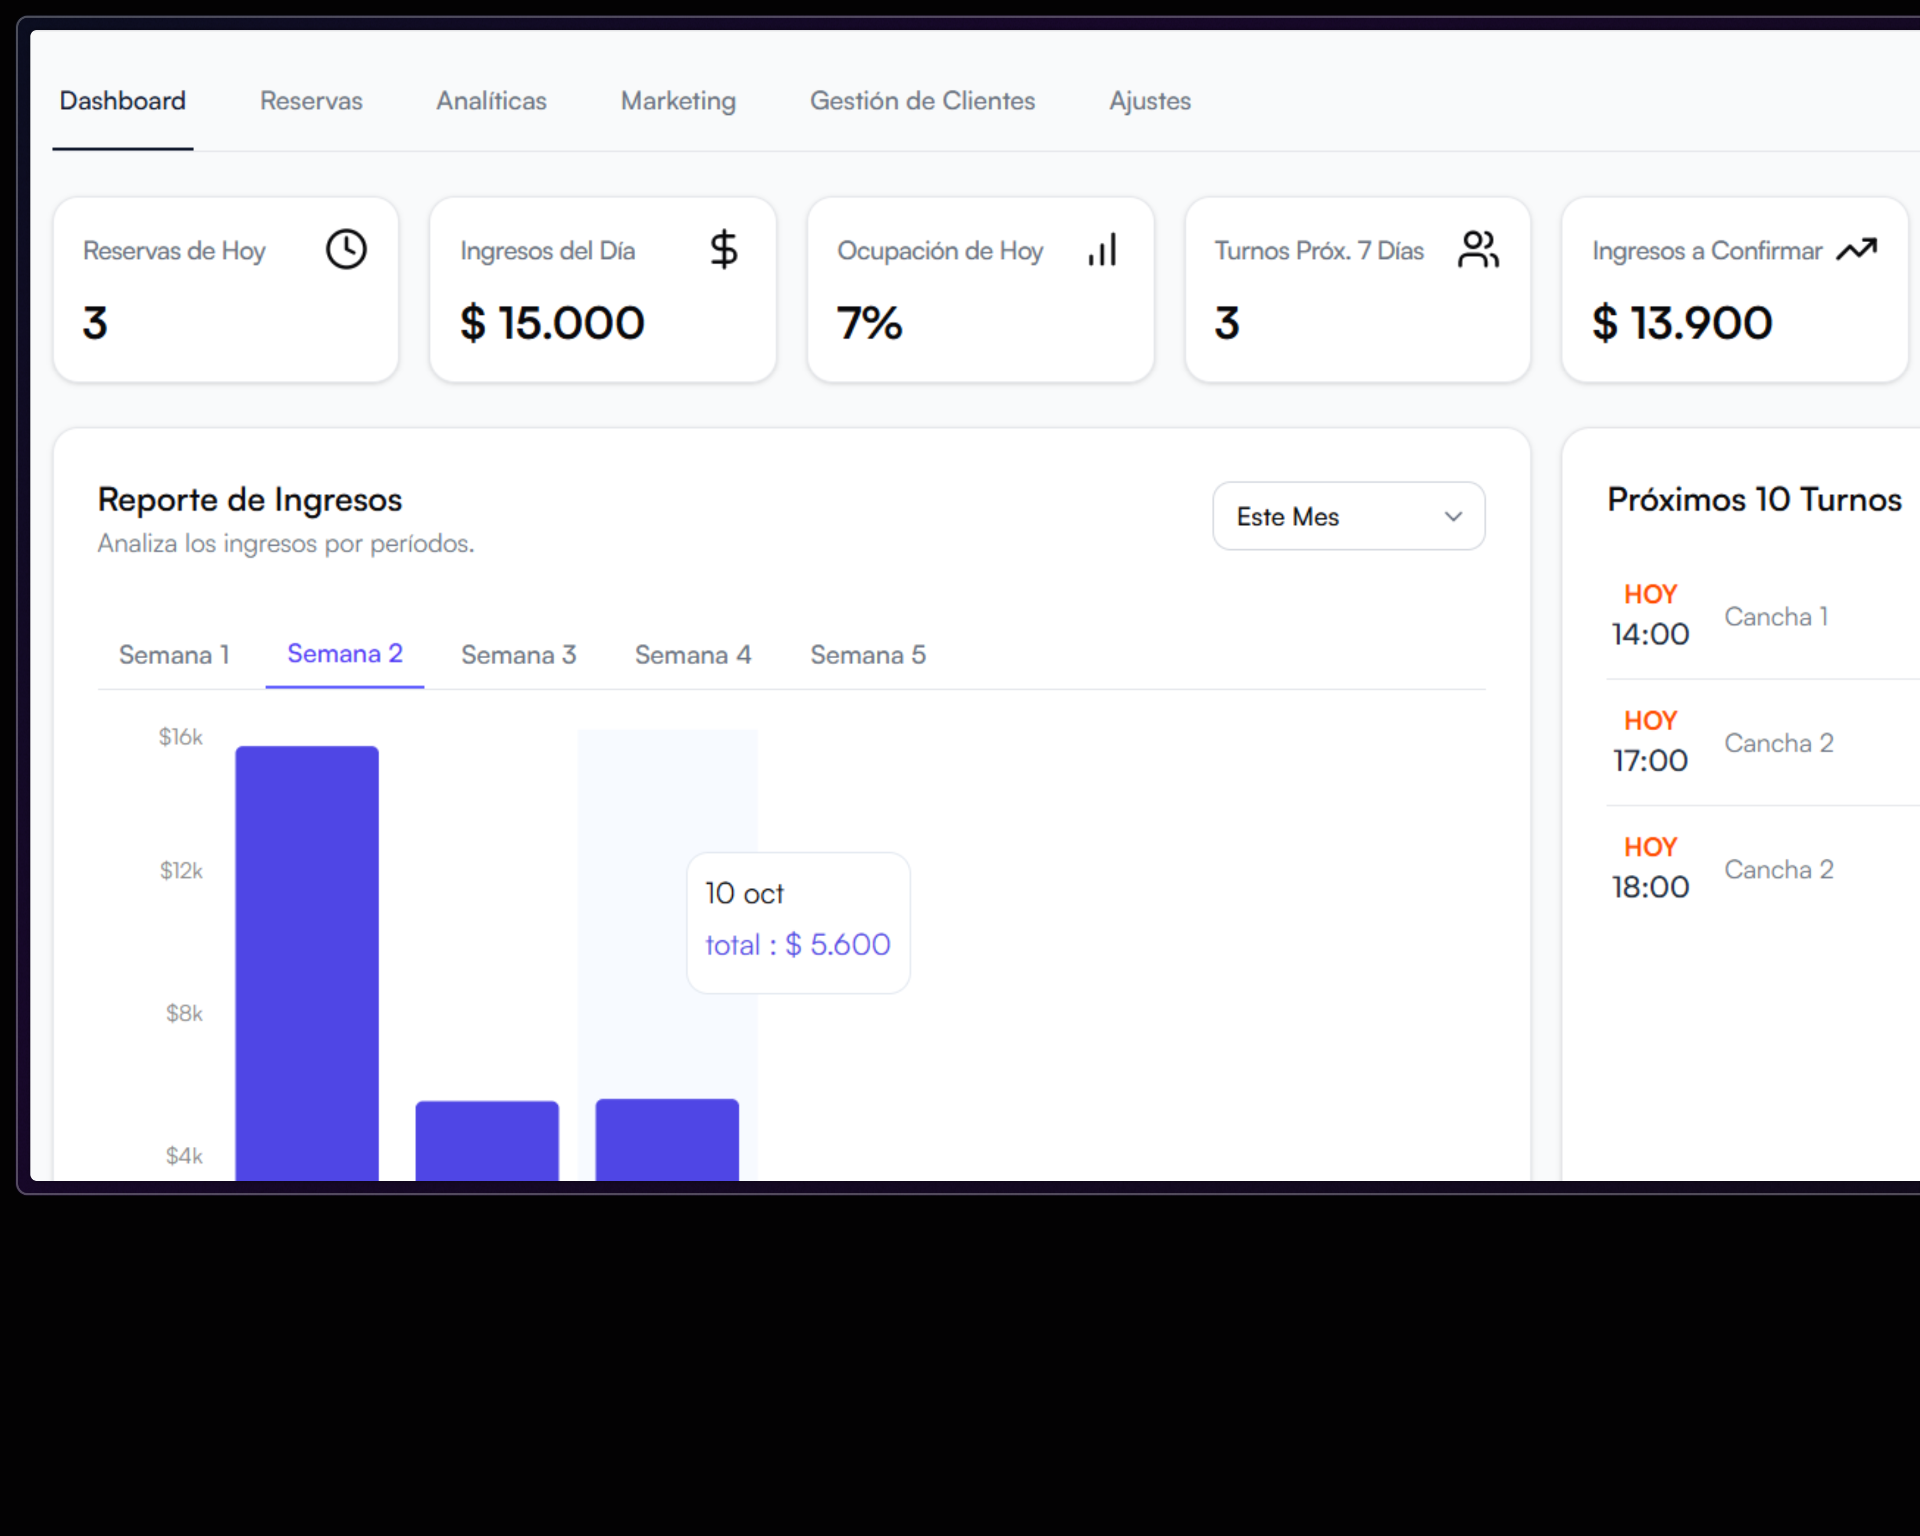 Dashboard Reservas Analíticas Marketing Gestión de Clientes Ajustes
Reservas de Hoy
3
Ingresos del Día
$ 15.000
Ocupación de Hoy
7%
Turnos Próx. 7 Días
3
Ingresos a Confirmar
$ 13.900
Reporte de Ingresos
Analiza los ingresos por períodos.
Este Mes
Semana 1 Semana 2 Semana 3 Semana 4 Semana 5
$16k
$12k
$8k
$4k
10 oct
total : $ 5.600
Próximos 10 Turnos
HOY
14:00
Cancha 1
HOY
17:00
Cancha 2
HOY
18:00
Cancha 2